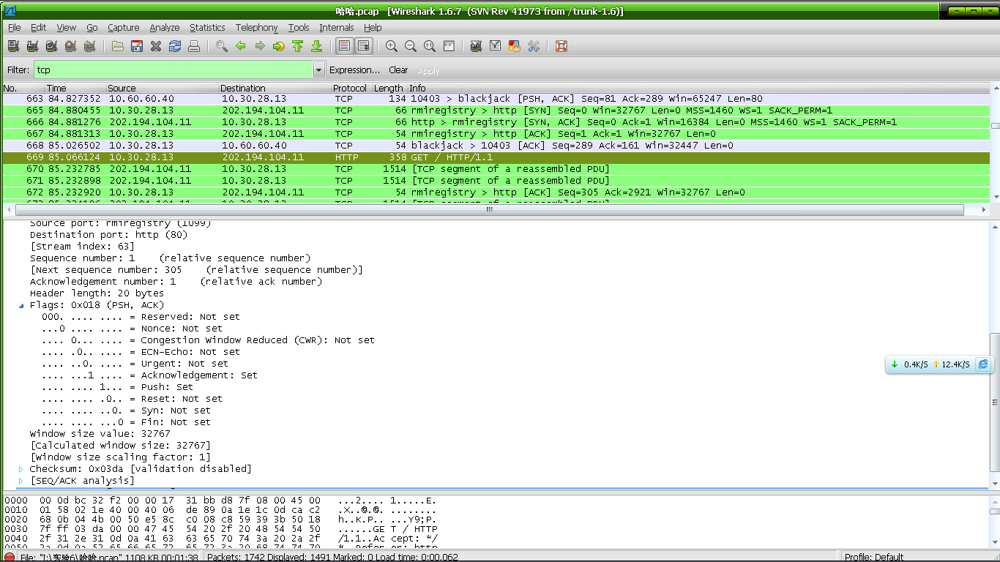 哈哈.pcap [Wireshark 1.6.7 (SVN Rev 41973 from /trunk-1.6)]
File Edit View Go Capture Analyze Statistics Telephony Tools Internals Help
Filter: tcp Expression... Clear Apply
No. Time Source Destination Protocol Length Info
663 84.827352 10.60.60.40 10.30.28.13 TCP 134 10403 > blackjack [PSH, ACK] Seq=81 Ack=289 Win=65247 Len=80
665 84.880455 10.30.28.13 202.194.104.11 TCP 66 rmiregistry > http [SYN] Seq=0 Win=32767 Len=0 MSS=1460 WS=1 SACK_PERM=1
666 84.881276 202.194.104.11 10.30.28.13 TCP 66 http > rmiregistry [SYN, ACK] Seq=0 Ack=1 Win=16384 Len=0 MSS=1460 WS=1 SACK_PERM=1
667 84.881313 10.30.28.13 202.194.104.11 TCP 54 rmiregistry > http [ACK] Seq=1 Ack=1 Win=32767 Len=0
668 85.026502 10.30.28.13 10.60.60.40 TCP 54 blackjack > 10403 [ACK] Seq=289 Ack=161 Win=32447 Len=0
669 85.066124 10.30.28.13 202.194.104.11 HTTP 358 GET / HTTP/1.1
670 85.232785 202.194.104.11 10.30.28.13 TCP 1514 [TCP segment of a reassembled PDU]
671 85.232898 202.194.104.11 10.30.28.13 TCP 1514 [TCP segment of a reassembled PDU]
672 85.232920 10.30.28.13 202.194.104.11 TCP 54 rmiregistry > http [ACK] Seq=305 Ack=2921 Win=32767 Len=0
Source port: rmiregistry (1099)
Destination port: http (80)
[Stream index: 63]
Sequence number: 1 (relative sequence number)
[Next sequence number: 305 (relative sequence number)]
Acknowledgement number: 1 (relative ack number)
Header length: 20 bytes
Flags: 0x018 (PSH, ACK)
000. .... .... = Reserved: Not set
...0 .... .... = Nonce: Not set
.... 0... .... = Congestion Window Reduced (CWR): Not set
.... .0.. .... = ECN-Echo: Not set
.... ..0. .... = Urgent: Not set
.... ...1 .... = Acknowledgement: Set
.... .... 1... = Push: Set
.... .... .0.. = Reset: Not set
.... .... ..0. = Syn: Not set
.... .... ...0 = Fin: Not set
0.4K/S 12.4K/S
Window size value: 32767
[Calculated window size: 32767]
[Window size scaling factor: 1]
Checksum: 0x03da [validation disabled]
[SEQ/ACK analysis]
0000 00 0d bc 32 f2 00 00 17 31 bb d8 7f 08 00 45 00 ...2.... 1.....E.
0010 01 58 02 1e 40 00 40 06 de 89 0a 1e 1c 0d ca c2 .X..@.@. ........
0020 68 0b 04 4b 00 50 e5 8c c0 08 c8 59 39 3b 50 18 h..K.P.. ...Y9;P.
0030 7f ff 03 da 00 00 47 45 54 20 2f 20 48 54 54 50 ......GE T / HTTP
0040 2f 31 2e 31 0d 0a 41 63 63 65 70 74 3a 20 2a 2f /1.1..Ac cept: */
0050 2a 0d 0a 52 65 66 65 72 65 72 3a 20 68 74 74 70 *..Refer er: http
File: "I:\实验6\哈哈.pcap" 1108 KB 00:01:38 Packets: 1742 Displayed: 1491 Marked: 0 Load time: 0:00.062 Profile: Default